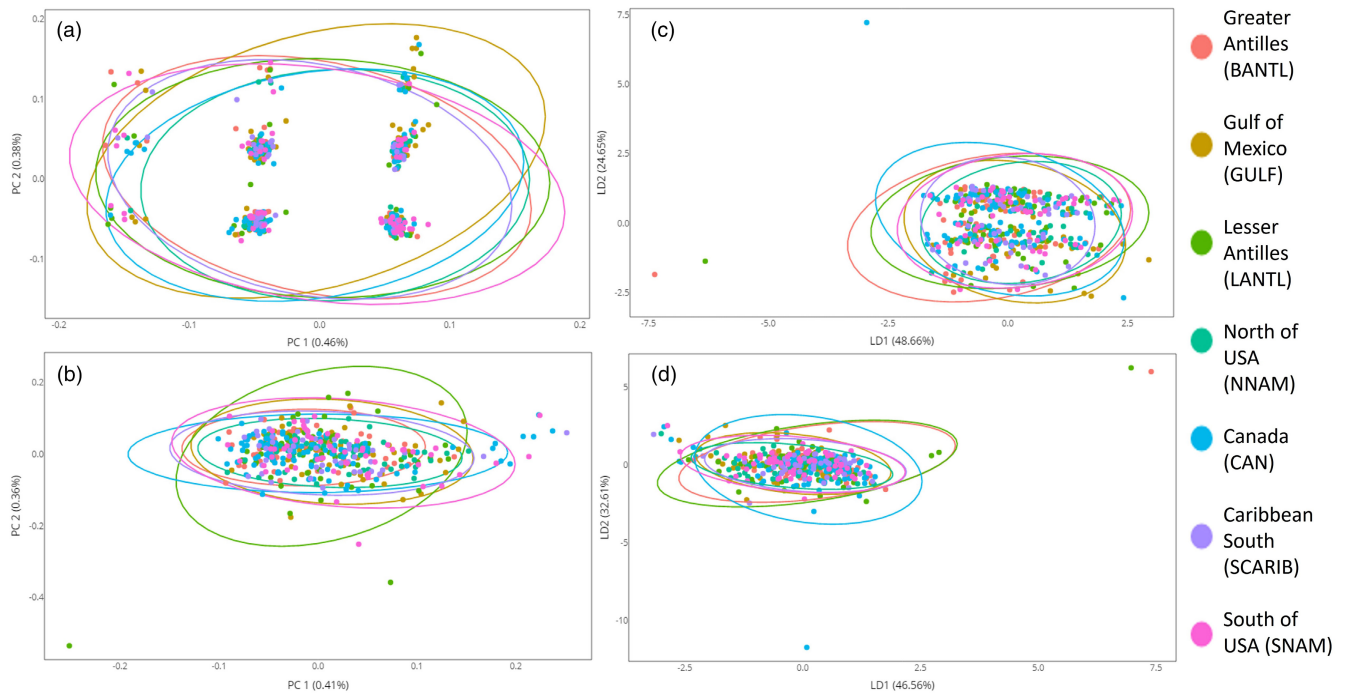 (a)
0.2
0.1
0.0
-0.1
PC 2 (0.38%)
-0.2
-0.1
0.0
0.1
0.2
PC 1 (0.46%)
(c)
7.5
5.0
2.5
0.0
-2.5
LD2 (24.65%)
-7.5
-5.0
-2.5
0.0
2.5
LD1 (48.66%)
(b)
0.2
0.0
-0.2
-0.4
PC 2 (0.36%)
-0.2
-0.1
0.0
0.1
0.2
PC 1 (0.41%)
(d)
5
0
-5
-10
LD2 (32.61%)
-2.5
0.0
2.5
5.0
7.5
LD1 (46.56%)
Greater
Antilles
(BANTL)
Gulf of
Mexico
(GULF)
Lesser
Antilles
(LANTL)
North of
USA
(NNAM)
Canada
(CAN)
Caribbean
South
(SCARIB)
South of
USA (SNAM)